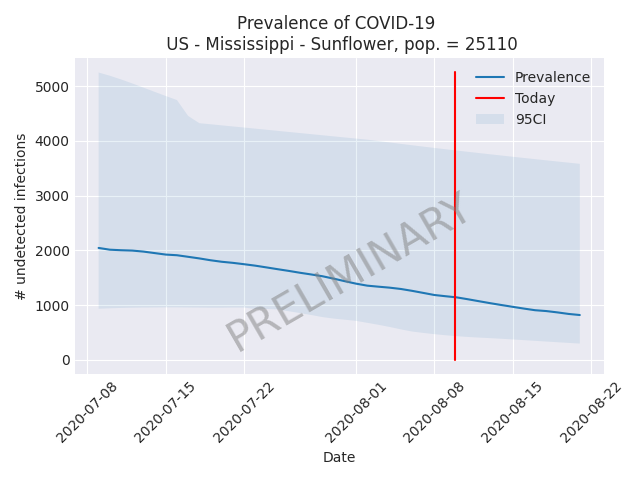 Prevalence of COVID-19
US - Mississippi - Sunflower, pop. = 25110
Prevalence
Today
95CI
5000
4000
3000
2000
1000
0
# undetected infections
PRELIMINARY
2020-07-08
2020-07-15
2020-07-22
2020-08-01
2020-08-08
2020-08-15
2020-08-22
Date